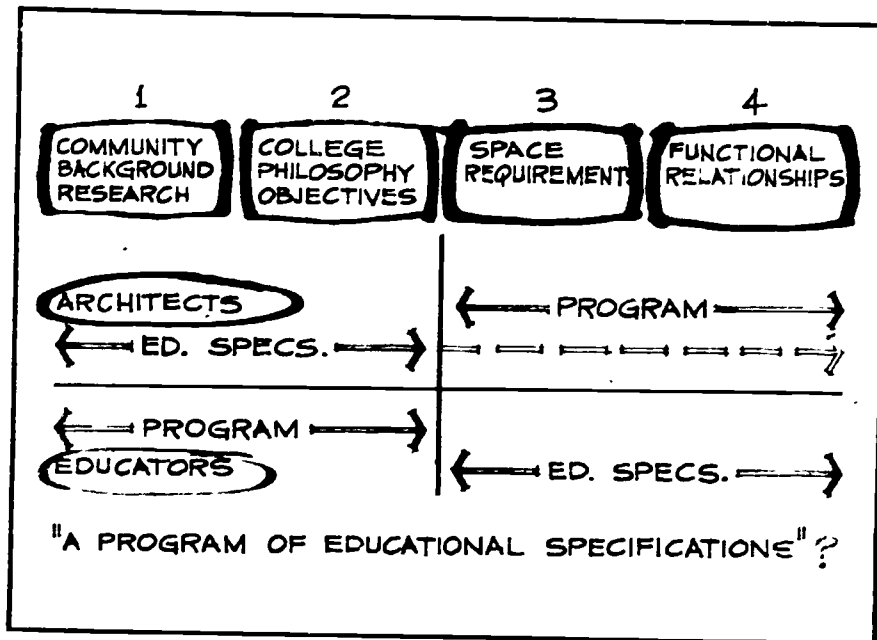 1 2 3 4
COMMUNITY BACKGROUND RESEARCH
COLLEGE PHILOSOPHY OBJECTIVES
SPACE REQUIREMENTS
FUNCTIONAL RELATIONSHIPS
ARCHITECTS
PROGRAM
ED. SPECS.
PROGRAM
EDUCATORS
ED. SPECS.
"A PROGRAM OF EDUCATIONAL SPECIFICATIONS"?